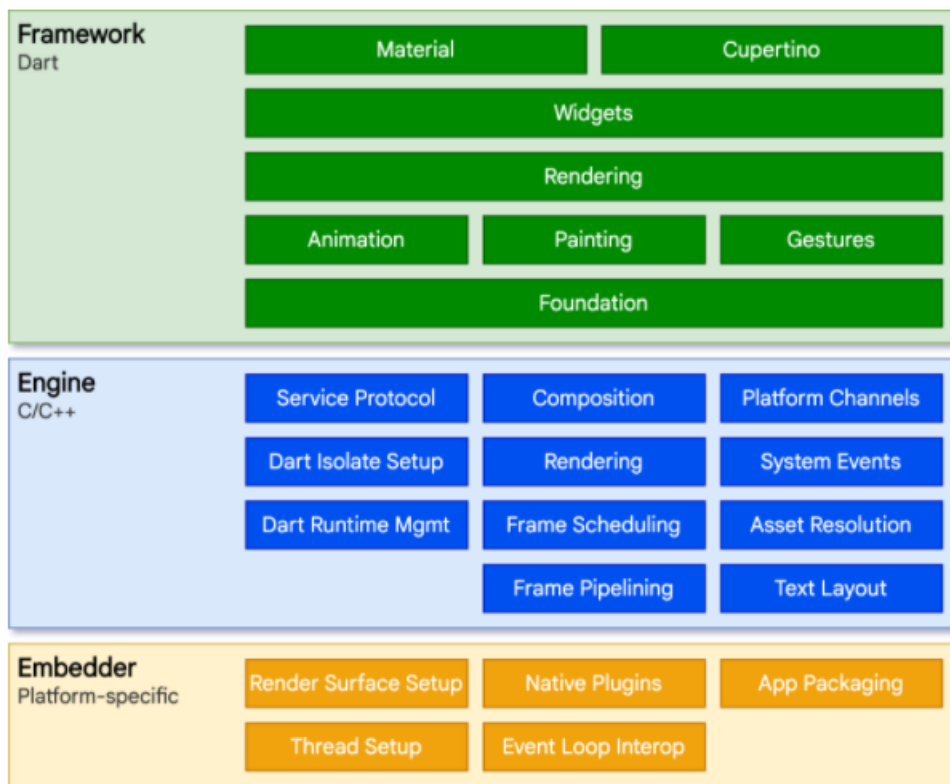 Framework
Dart
Material
Cupertino
Widgets
Rendering
Animation
Painting
Gestures
Foundation
Engine
C/C++
Service Protocol
Composition
Platform Channels
Dart Isolate Setup
Rendering
System Events
Dart Runtime Mgmt
Frame Scheduling
Asset Resolution
Frame Pipelining
Text Layout
Embedder
Platform-specific
Render Surface Setup
Native Plugins
App Packaging
Thread Setup
Event Loop Interop